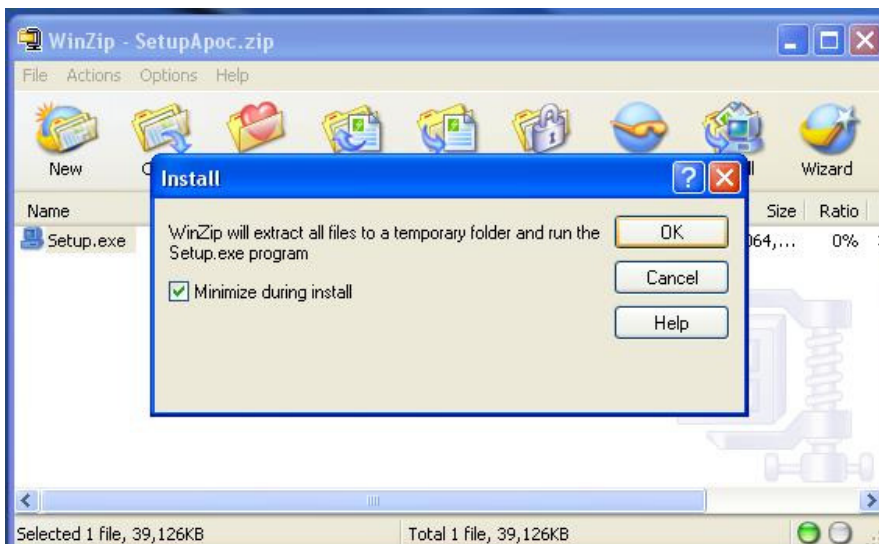 WinZip - SetupApoc.zip
File Actions Options Help
New
Wizard
Install
Name
Size Ratio
Setup.exe
064,... 0%
WinZip will extract all files to a temporary folder and run the
Setup.exe program
Minimize during install
OK
Cancel
Help
Selected 1 file, 39,126KB
Total 1 file, 39,126KB